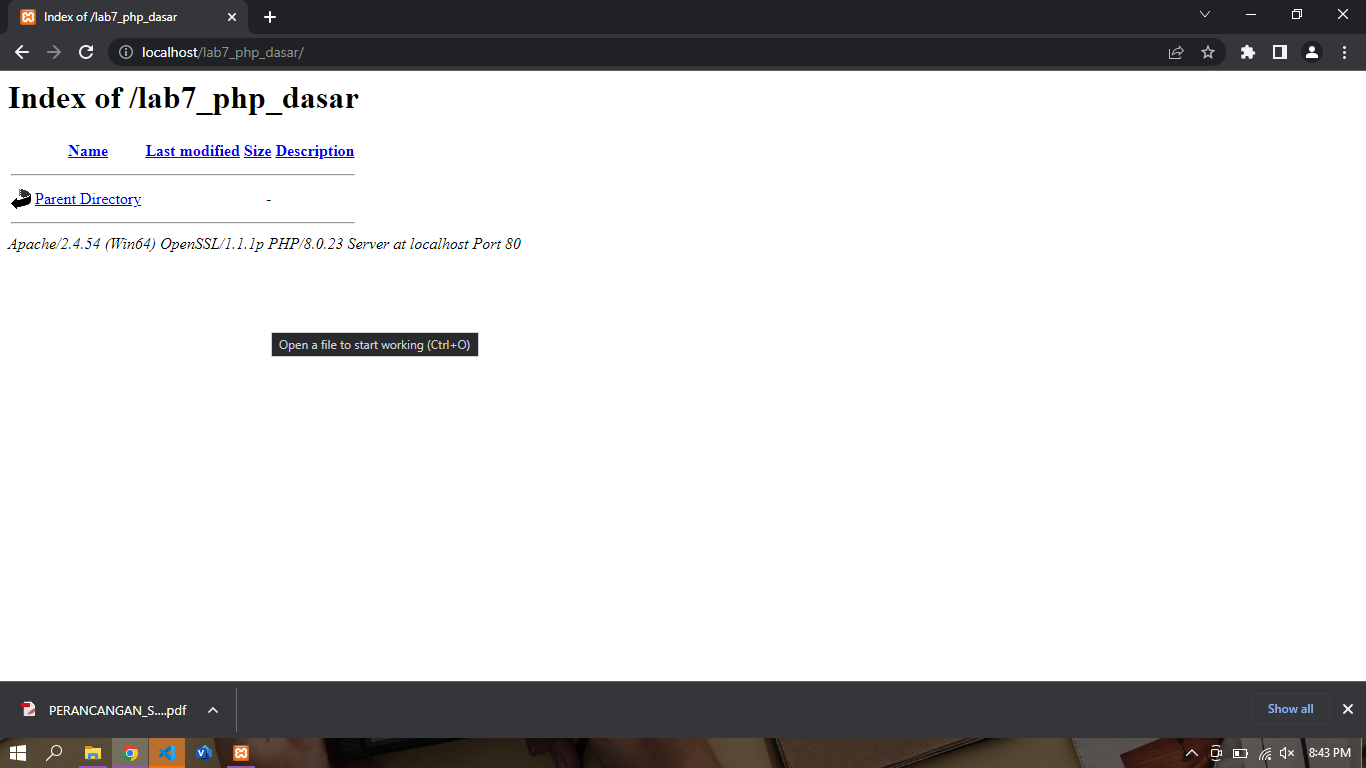 Index of /lab7_php_dasar
localhost/lab7_php_dasar/
Index of /lab7_php_dasar
Name Last modified Size Description
Parent Directory -
Apache/2.4.54 (Win64) OpenSSL/1.1.1p PHP/8.0.23 Server at localhost Port 80
Open a file to start working (Ctrl+O)
PERANCANGAN_S....pdf
Show all
8:43 PM